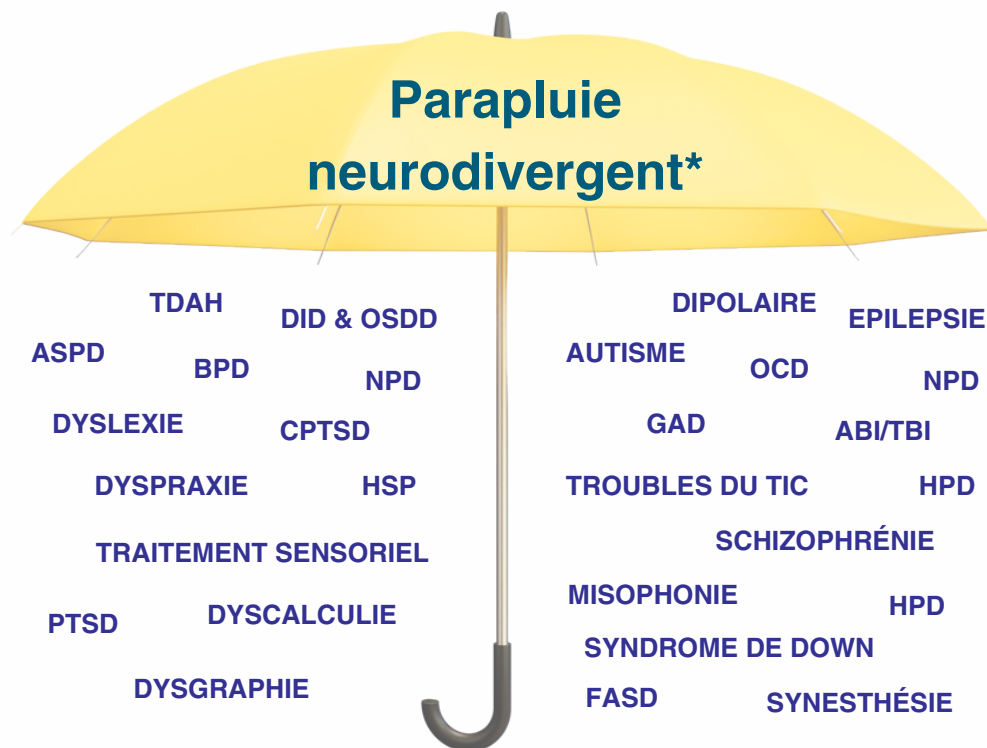 Parapluie
neurodivergent*
TDAH
DID & OSDD
ASPD
BPD
NPD
DYSLEXIE
CPTSD
DYSPRAXIE
HSP
TRAITEMENT SENSORIEL
PTSD
DYSCALCULIE
DYSGRAPHIE
DIPOLAIRE
EPILEPSIE
AUTISME
OCD
NPD
GAD
ABI/TBI
TROUBLES DU TIC
HPD
SCHIZOPHRÉNIE
MISOPHONIE
HPD
SYNDROME DE DOWN
FASD
SYNESTHÉSIE